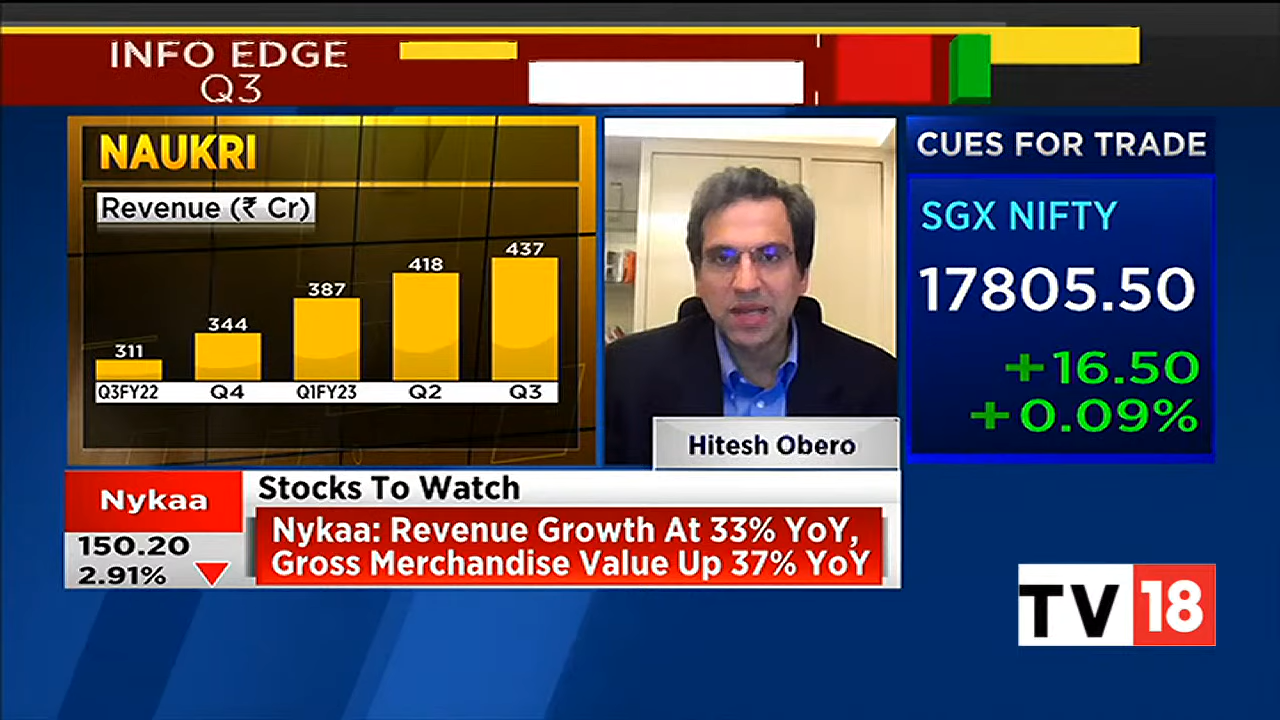 INFO EDGE
Q3
NAUKRI
Revenue (₹ Cr)
311
344
387
418
437
Q3FY22
Q4
Q1FY23
Q2
Q3
Hitesh Obero
CUES FOR TRADE
SGX NIFTY
17805.50
+16.50
+0.09%
Nykaa
150.20
2.91%
Stocks To Watch
Nykaa: Revenue Growth At 33% YoY,
Gross Merchandise Value Up 37% YoY
TV18